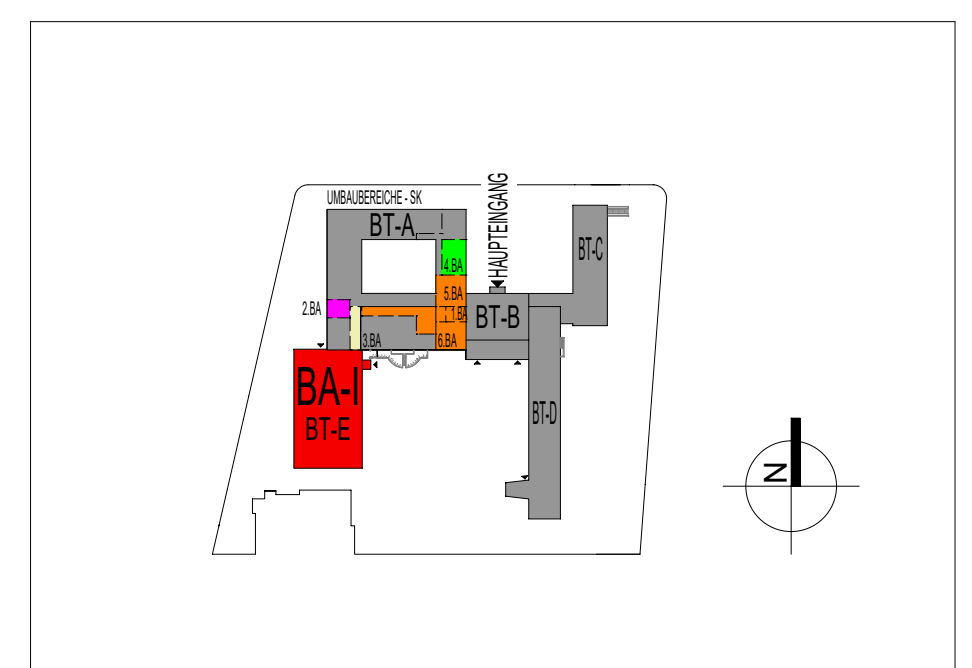 UMBAUBEREICHE - SK
HAUPTEINGANG
BT-A
BT-C
4.BA
5.BA
2.BA
1.BA
BT-B
3.BA
6.BA
BA-I
BT-E
BT-D
N